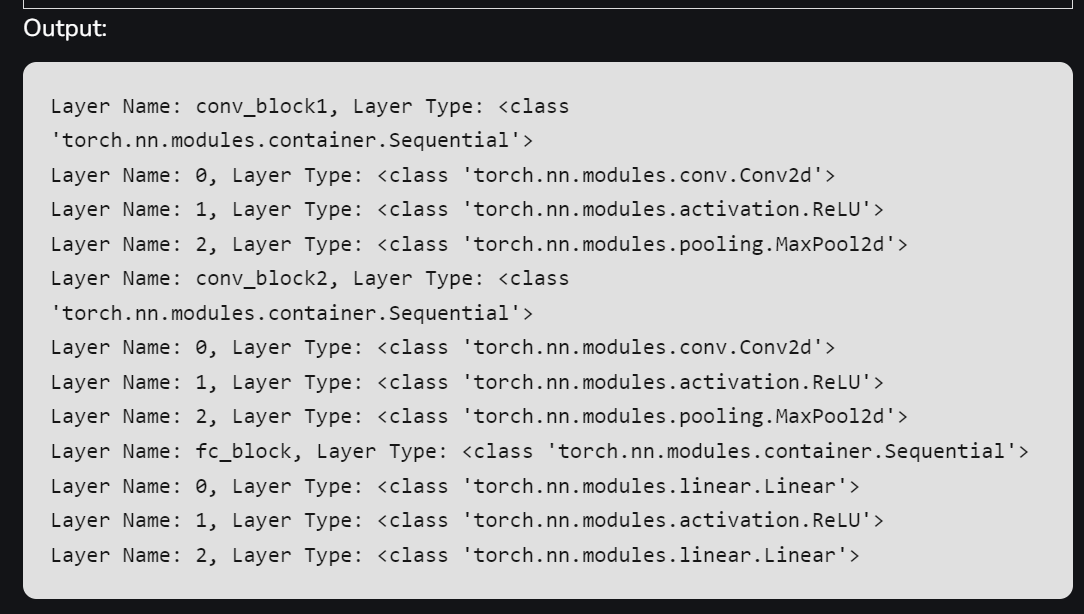 Output:
Layer Name: conv_block1, Layer Type: <class
'torch.nn.modules.container.Sequential'>
Layer Name: 0, Layer Type: <class 'torch.nn.modules.conv.Conv2d'>
Layer Name: 1, Layer Type: <class 'torch.nn.modules.activation.ReLU'>
Layer Name: 2, Layer Type: <class 'torch.nn.modules.pooling.MaxPool2d'>
Layer Name: conv_block2, Layer Type: <class
'torch.nn.modules.container.Sequential'>
Layer Name: 0, Layer Type: <class 'torch.nn.modules.conv.Conv2d'>
Layer Name: 1, Layer Type: <class 'torch.nn.modules.activation.ReLU'>
Layer Name: 2, Layer Type: <class 'torch.nn.modules.pooling.MaxPool2d'>
Layer Name: fc_block, Layer Type: <class 'torch.nn.modules.container.Sequential'>
Layer Name: 0, Layer Type: <class 'torch.nn.modules.linear.Linear'>
Layer Name: 1, Layer Type: <class 'torch.nn.modules.activation.ReLU'>
Layer Name: 2, Layer Type: <class 'torch.nn.modules.linear.Linear'>